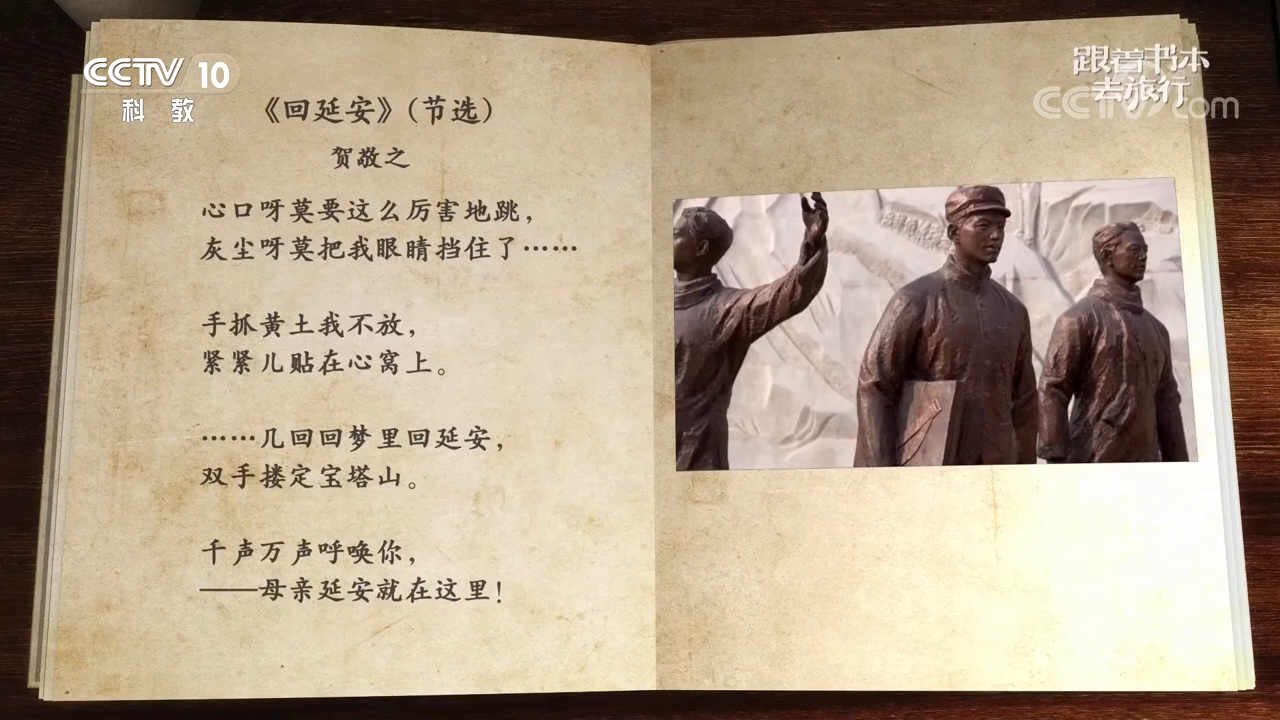 CCTV 10
科教
跟着书本
去旅行
CCTV.com
《回延安》(节选)
贺敬之
心口呀莫要这么厉害地跳，
灰尘呀莫把我眼睛挡住了……
手抓黄土我不放，
紧紧儿贴在心窝上。
……几回回梦里回延安，
双手搂定宝塔山。
千声万声呼唤你，
——母亲延安就在这里！